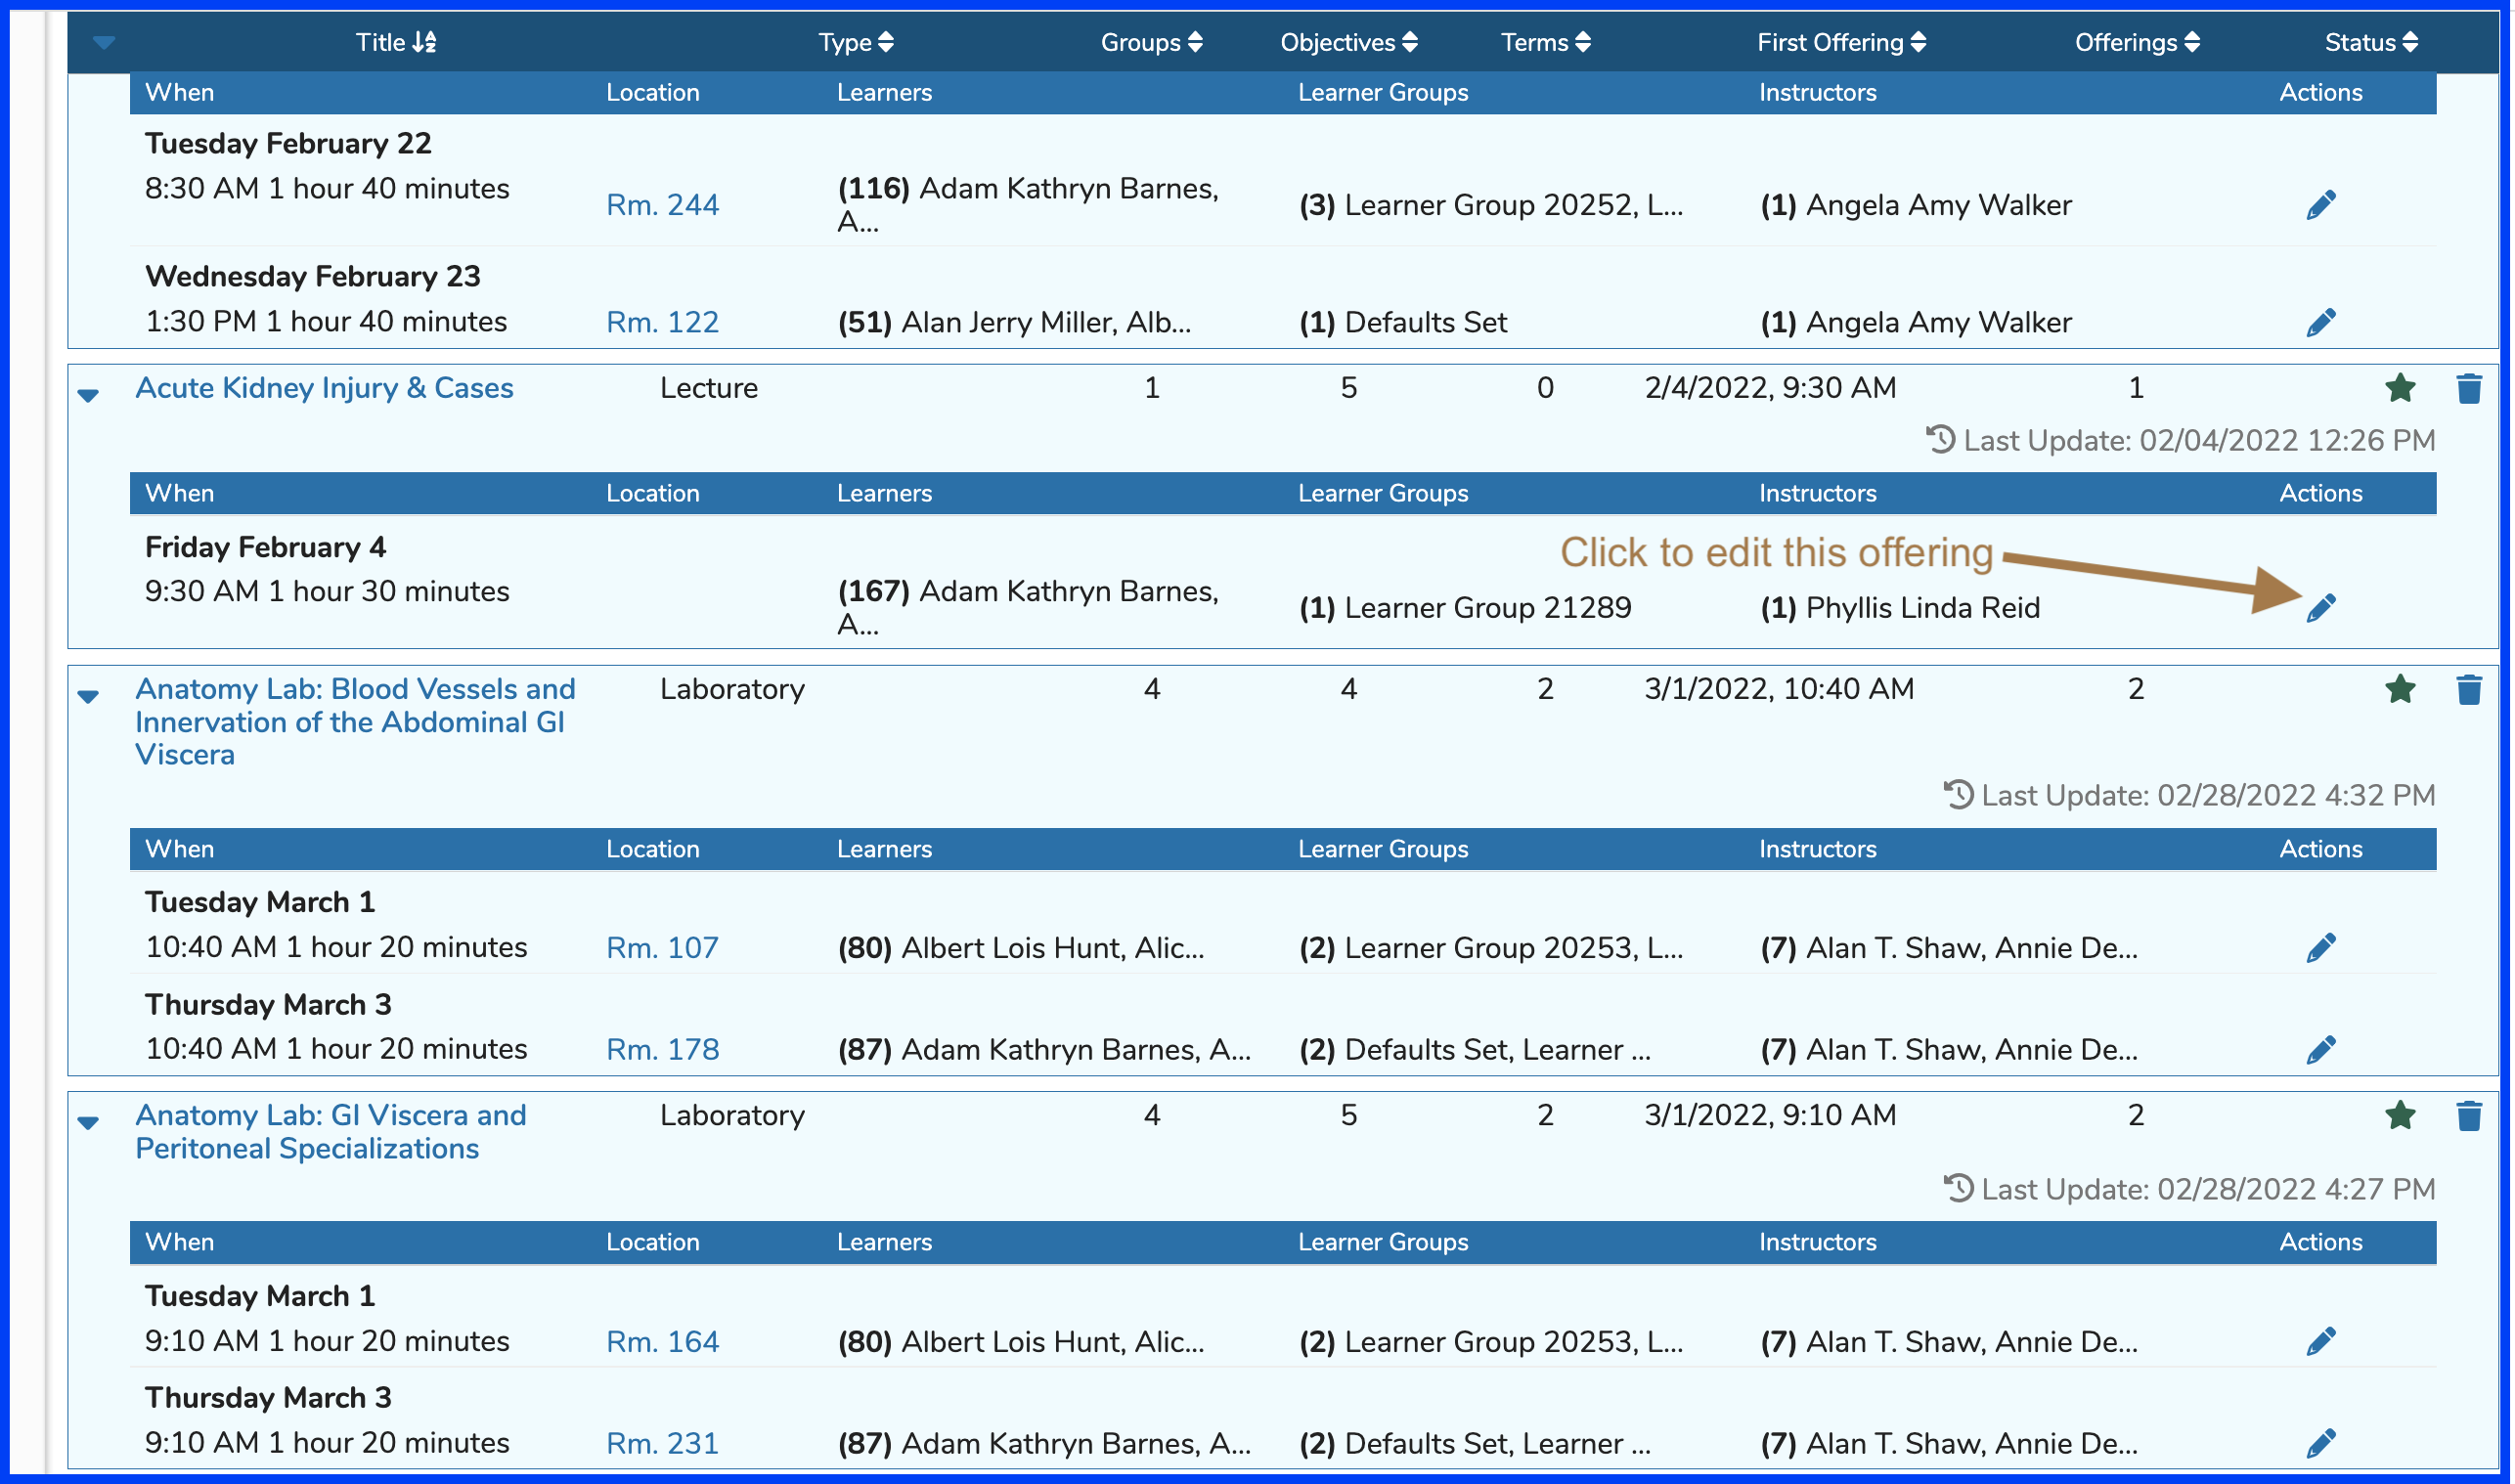 Title Type Groups Objectives Terms First Offering Offerings Status
When Location Learners Learner Groups Instructors Actions
Tuesday February 22
8:30 AM 1 hour 40 minutes Rm. 244 (116) Adam Kathryn Barnes, A... (3) Learner Group 20252, L... (1) Angela Amy Walker
Wednesday February 23
1:30 PM 1 hour 40 minutes Rm. 122 (51) Alan Jerry Miller, Alb... (1) Defaults Set (1) Angela Amy Walker
Acute Kidney Injury & Cases Lecture 1 5 0 2/4/2022, 9:30 AM 1
Last Update: 02/04/2022 12:26 PM
When Location Learners Learner Groups Instructors Actions
Friday February 4
Click to edit this offering
9:30 AM 1 hour 30 minutes (167) Adam Kathryn Barnes, A... (1) Learner Group 21289 (1) Phyllis Linda Reid
Anatomy Lab: Blood Vessels and Laboratory 4 4 2 3/1/2022, 10:40 AM 2
Innervation of the Abdominal GI
Viscera
Last Update: 02/28/2022 4:32 PM
When Location Learners Learner Groups Instructors Actions
Tuesday March 1
10:40 AM 1 hour 20 minutes Rm. 107 (80) Albert Lois Hunt, Alic... (2) Learner Group 20253, L... (7) Alan T. Shaw, Annie De...
Thursday March 3
10:40 AM 1 hour 20 minutes Rm. 178 (87) Adam Kathryn Barnes, A... (2) Defaults Set, Learner ... (7) Alan T. Shaw, Annie De...
Anatomy Lab: GI Viscera and Laboratory 4 5 2 3/1/2022, 9:10 AM 2
Peritoneal Specializations
Last Update: 02/28/2022 4:27 PM
When Location Learners Learner Groups Instructors Actions
Tuesday March 1
9:10 AM 1 hour 20 minutes Rm. 164 (80) Albert Lois Hunt, Alic... (2) Learner Group 20253, L... (7) Alan T. Shaw, Annie De...
Thursday March 3
9:10 AM 1 hour 20 minutes Rm. 231 (87) Adam Kathryn Barnes, A... (2) Defaults Set, Learner ... (7) Alan T. Shaw, Annie De...